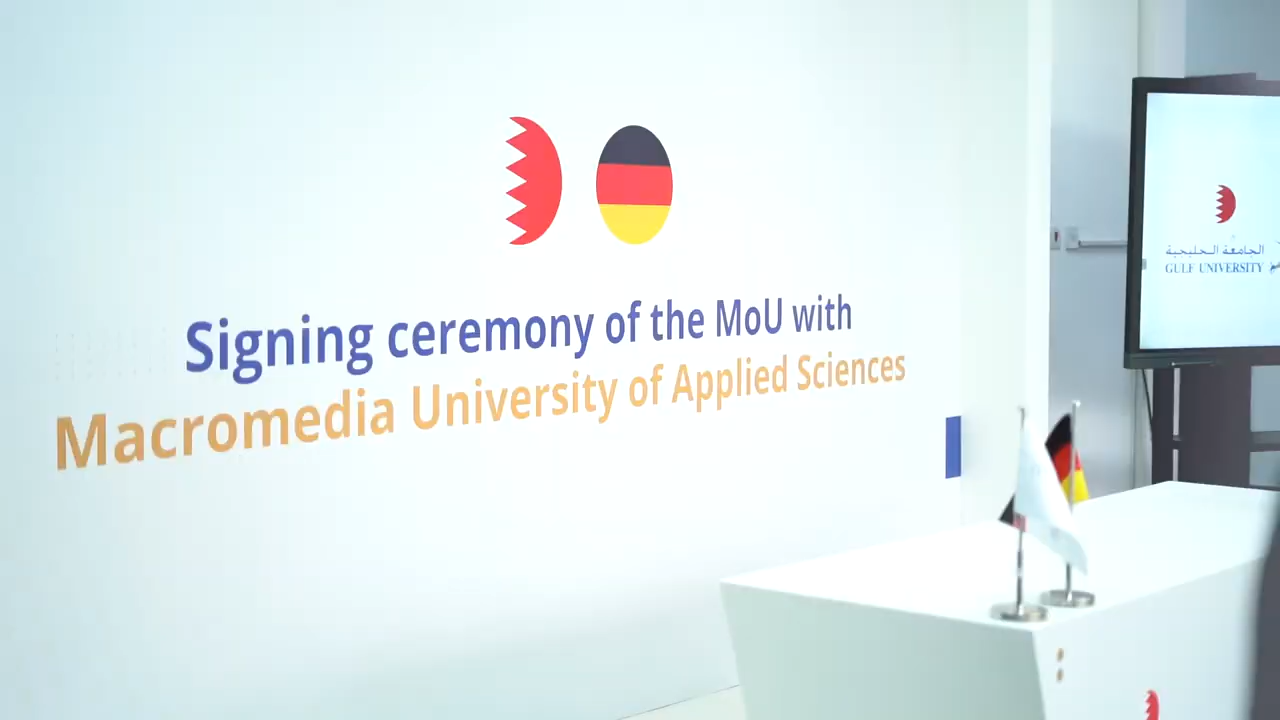 Signing ceremony of the MoU with
Macromedia University of Applied Sciences
الجامعة الخليجية
GULF UNIVERSITY